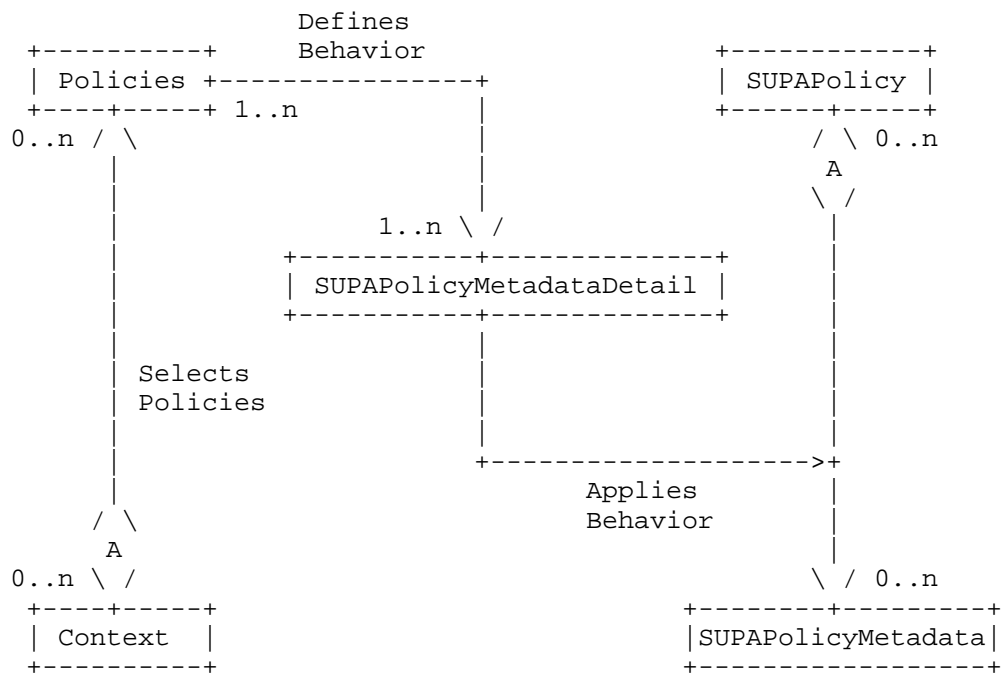 Defines
Behavior
Policies
SUPAPolicy
1..n
0..n
0..n
A
1..n
SUPAPolicyMetadataDetail
Selects
Policies
Applies
Behavior
A
0..n
0..n
Context
SUPAPolicyMetadata